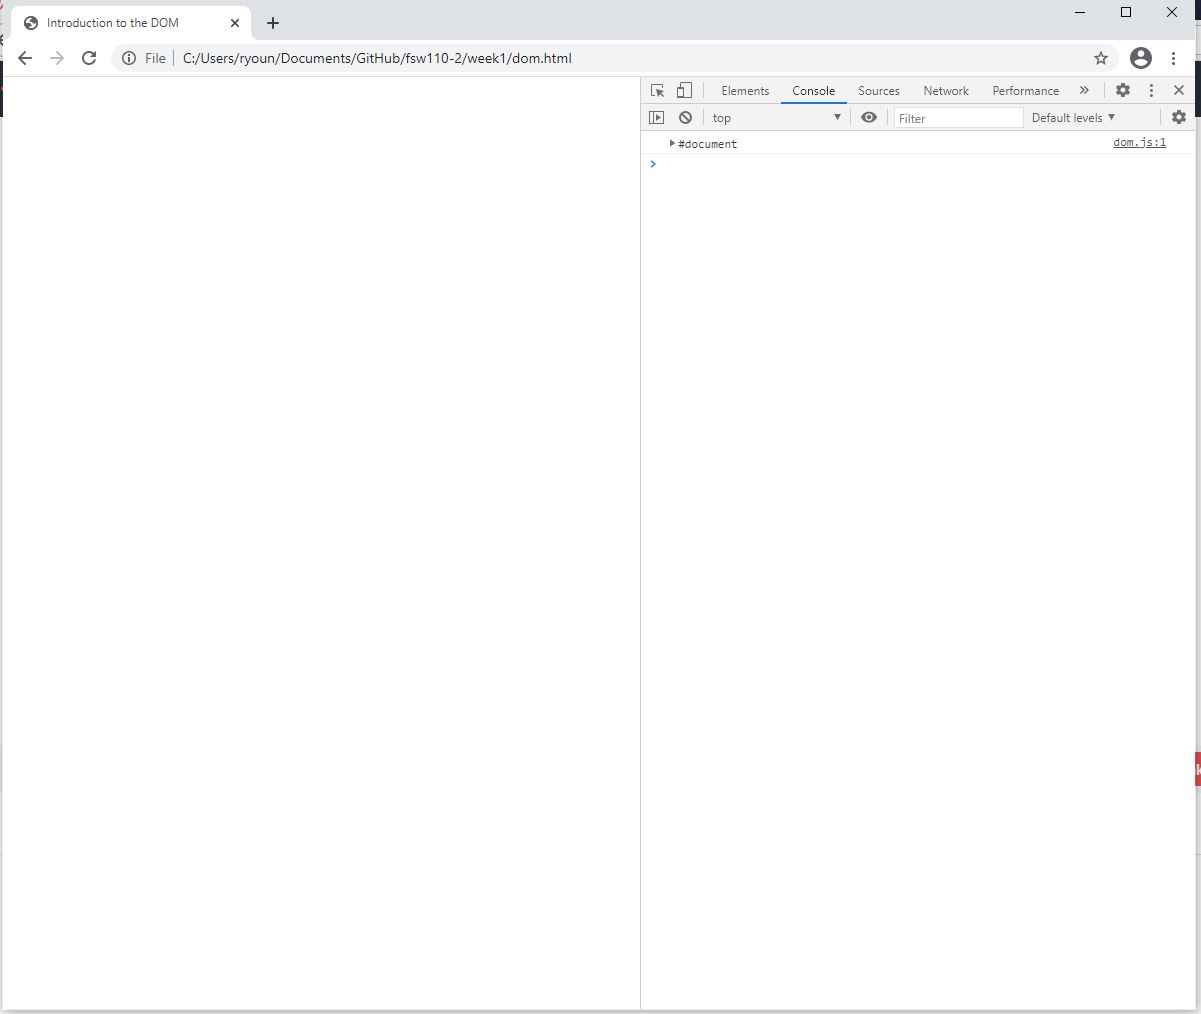 Introduction to the DOM
File C:/Users/ryoun/Documents/GitHub/fsw110-2/week1/dom.html
Elements Console Sources Network Performance »
top Filter Default levels
#document dom.js:1